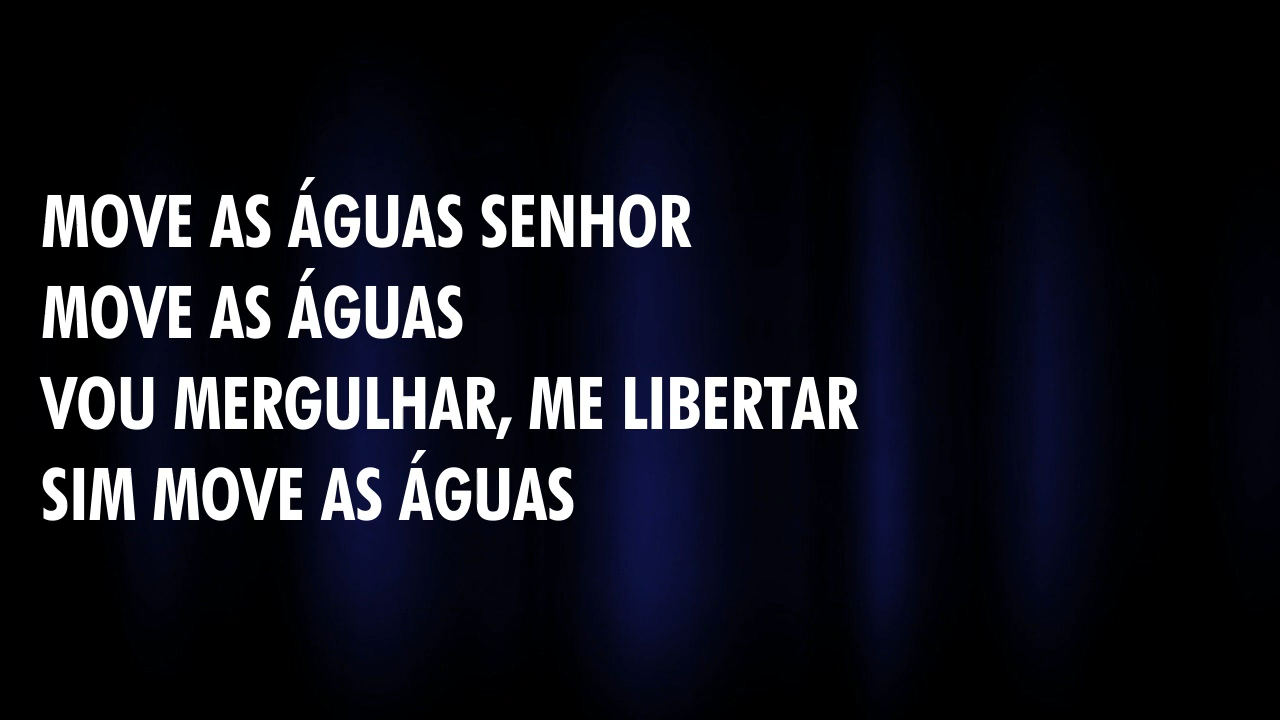 MOVE AS ÁGUAS SENHOR
MOVE AS ÁGUAS
VOU MERGULHAR, ME LIBERTAR
SIM MOVE AS ÁGUAS